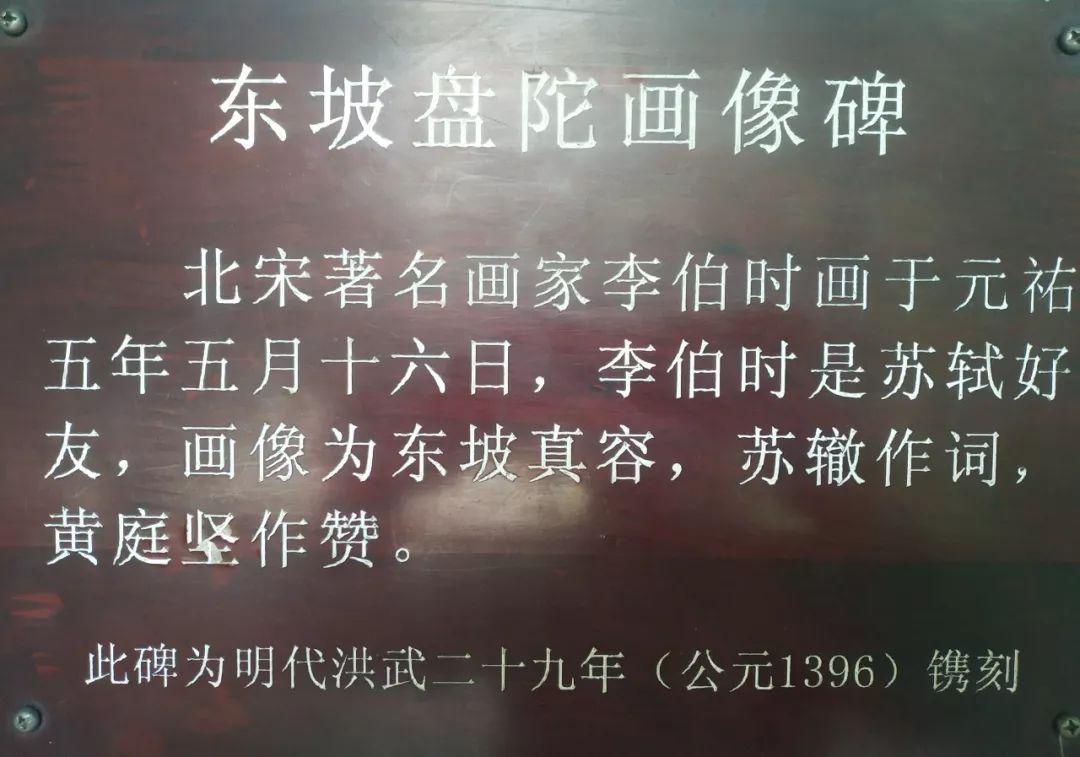 东坡盘陀画像碑
北宋著名画家李伯时画于元祐
五年五月十六日，李伯时是苏轼好
友，画像为东坡真容，苏辙作词，
黄庭坚作赞。
此碑为明代洪武二十九年（公元1396）镌刻